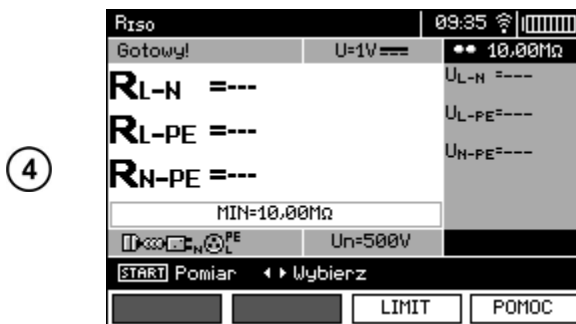 RISO 09:35
Gotowy! U=1V 10,00MΩ
RL-N =--- UL-N =---
RL-PE =--- UL-PE=---
RN-PE =--- UN-PE=---
4
MIN=10,00MΩ
N PE L Un=500V
START Pomiar Wybierz
LIMIT POMOC